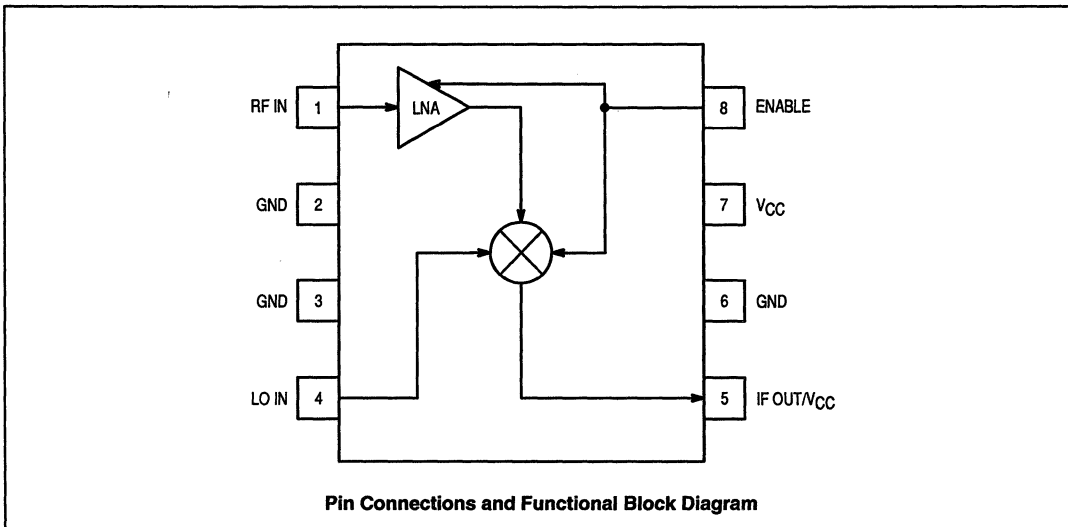 RF IN 1 LNA 8 ENABLE
GND 2 7 VCC
GND 3 6 GND
LO IN 4 5 IF OUT/VCC
Pin Connections and Functional Block Diagram